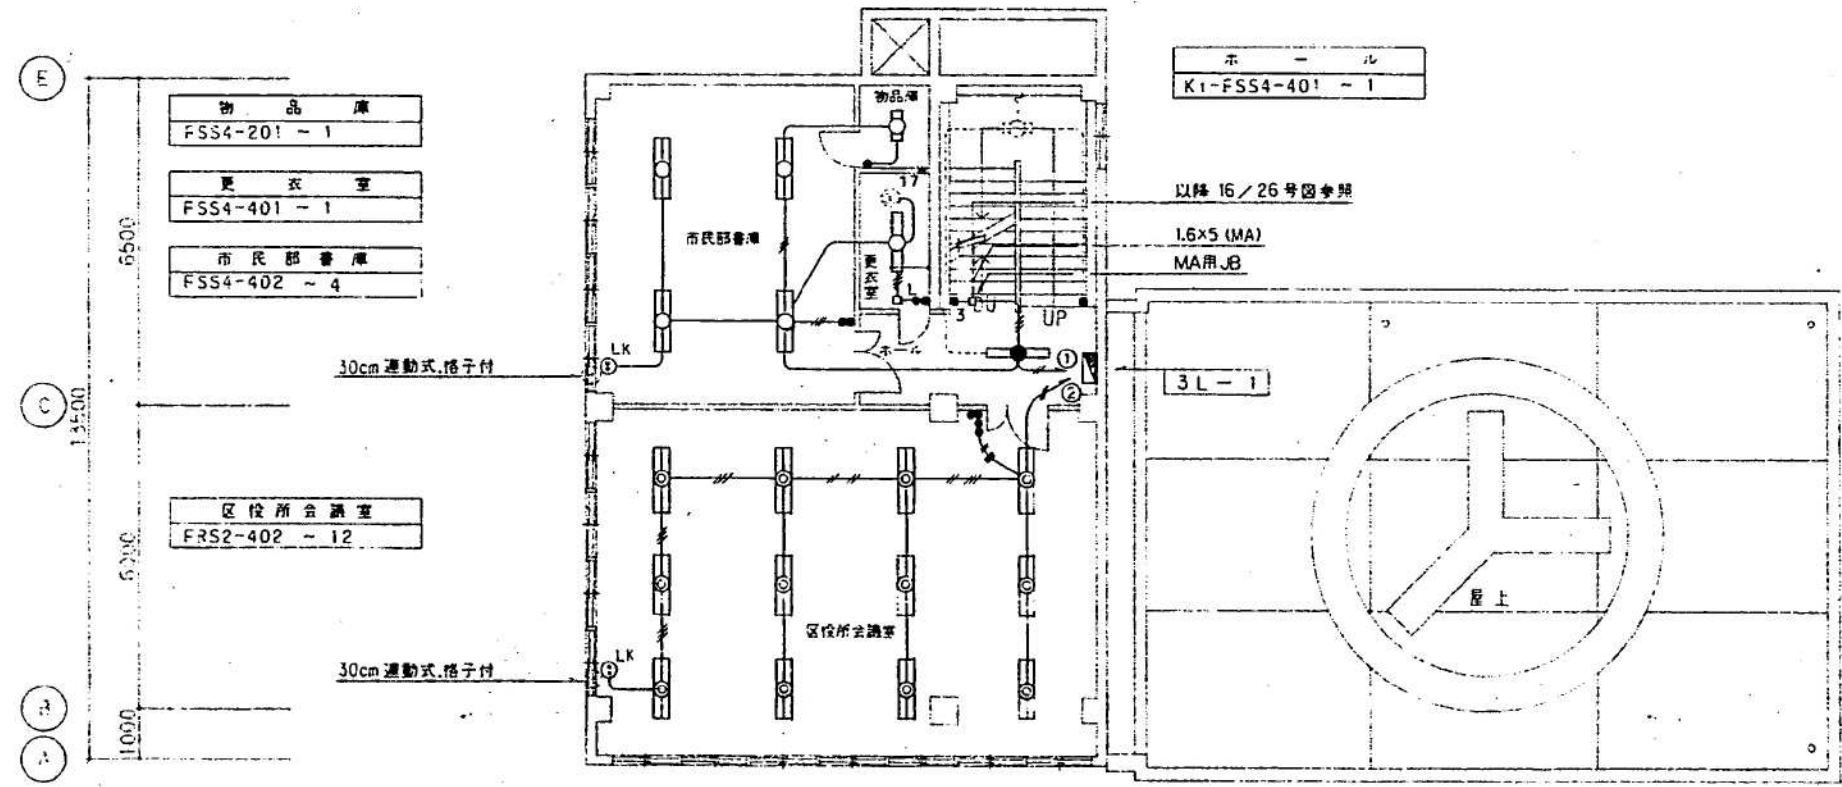 E
物品庫
FSS4-201 ~ 1
更衣室
FSS4-401 ~ 1
市民部書庫
FSS4-402 ~ 4
6500
13500
C
区役所会議室
FRS2-402 ~ 12
6000
B
1000
A
ホール
K1-FSS4-401 ~ 1
物品庫
17
市民部書庫
更衣室
L
3
UP
ホール
以降 16/26号図参照
1.6×5 (MA)
MA用JB
30cm 連動式.格子付
LK
①
②
3L-1
区役所会議室
30cm 連動式.格子付
LK
屋上